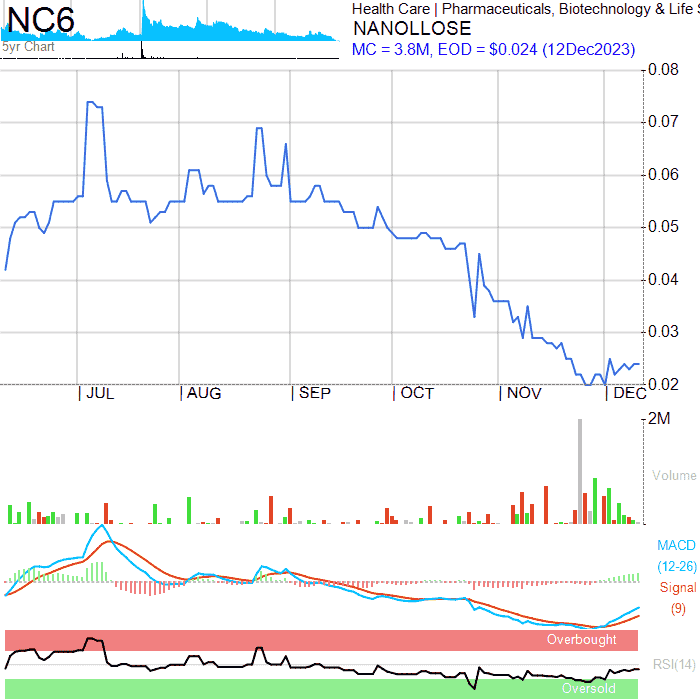 NC6
5yr Chart
Health Care | Pharmaceuticals, Biotechnology & Life
NANOLLOSE
MC = 3.8M, EOD = $0.024 (12Dec2023)
0.08
0.07
0.06
0.05
0.04
0.03
0.02
JUL AUG SEP OCT NOV DEC
2M
Volume
MACD
(12-26)
Signal
(9)
Overbought
RSI(14)
Oversold